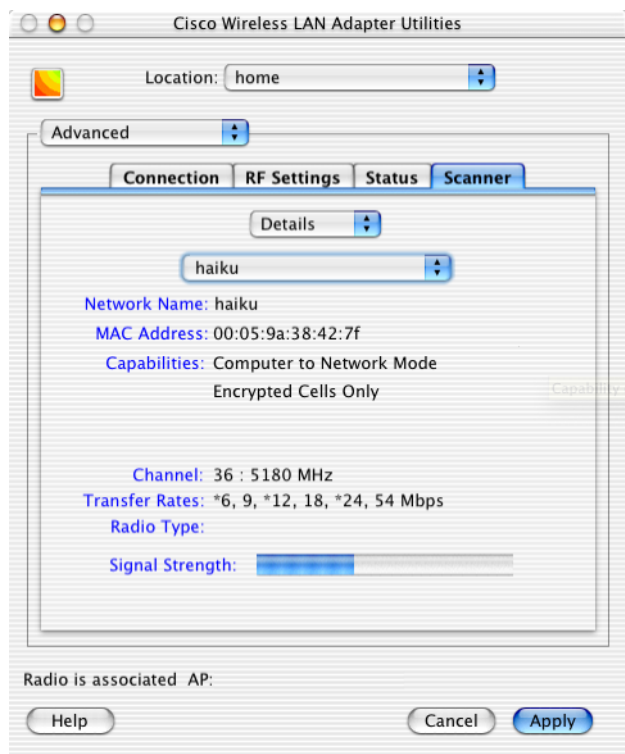 Cisco Wireless LAN Adapter Utilities
Location: home
Advanced
Connection RF Settings Status Scanner
Details
haiku
Network Name: haiku
MAC Address: 00:05:9a:38:42:7f
Capabilities: Computer to Network Mode
Encrypted Cells Only
Capability
Channel: 36 : 5180 MHz
Transfer Rates: *6, 9, *12, 18, *24, 54 Mbps
Radio Type:
Signal Strength:
Radio is associated AP:
Help Cancel Apply